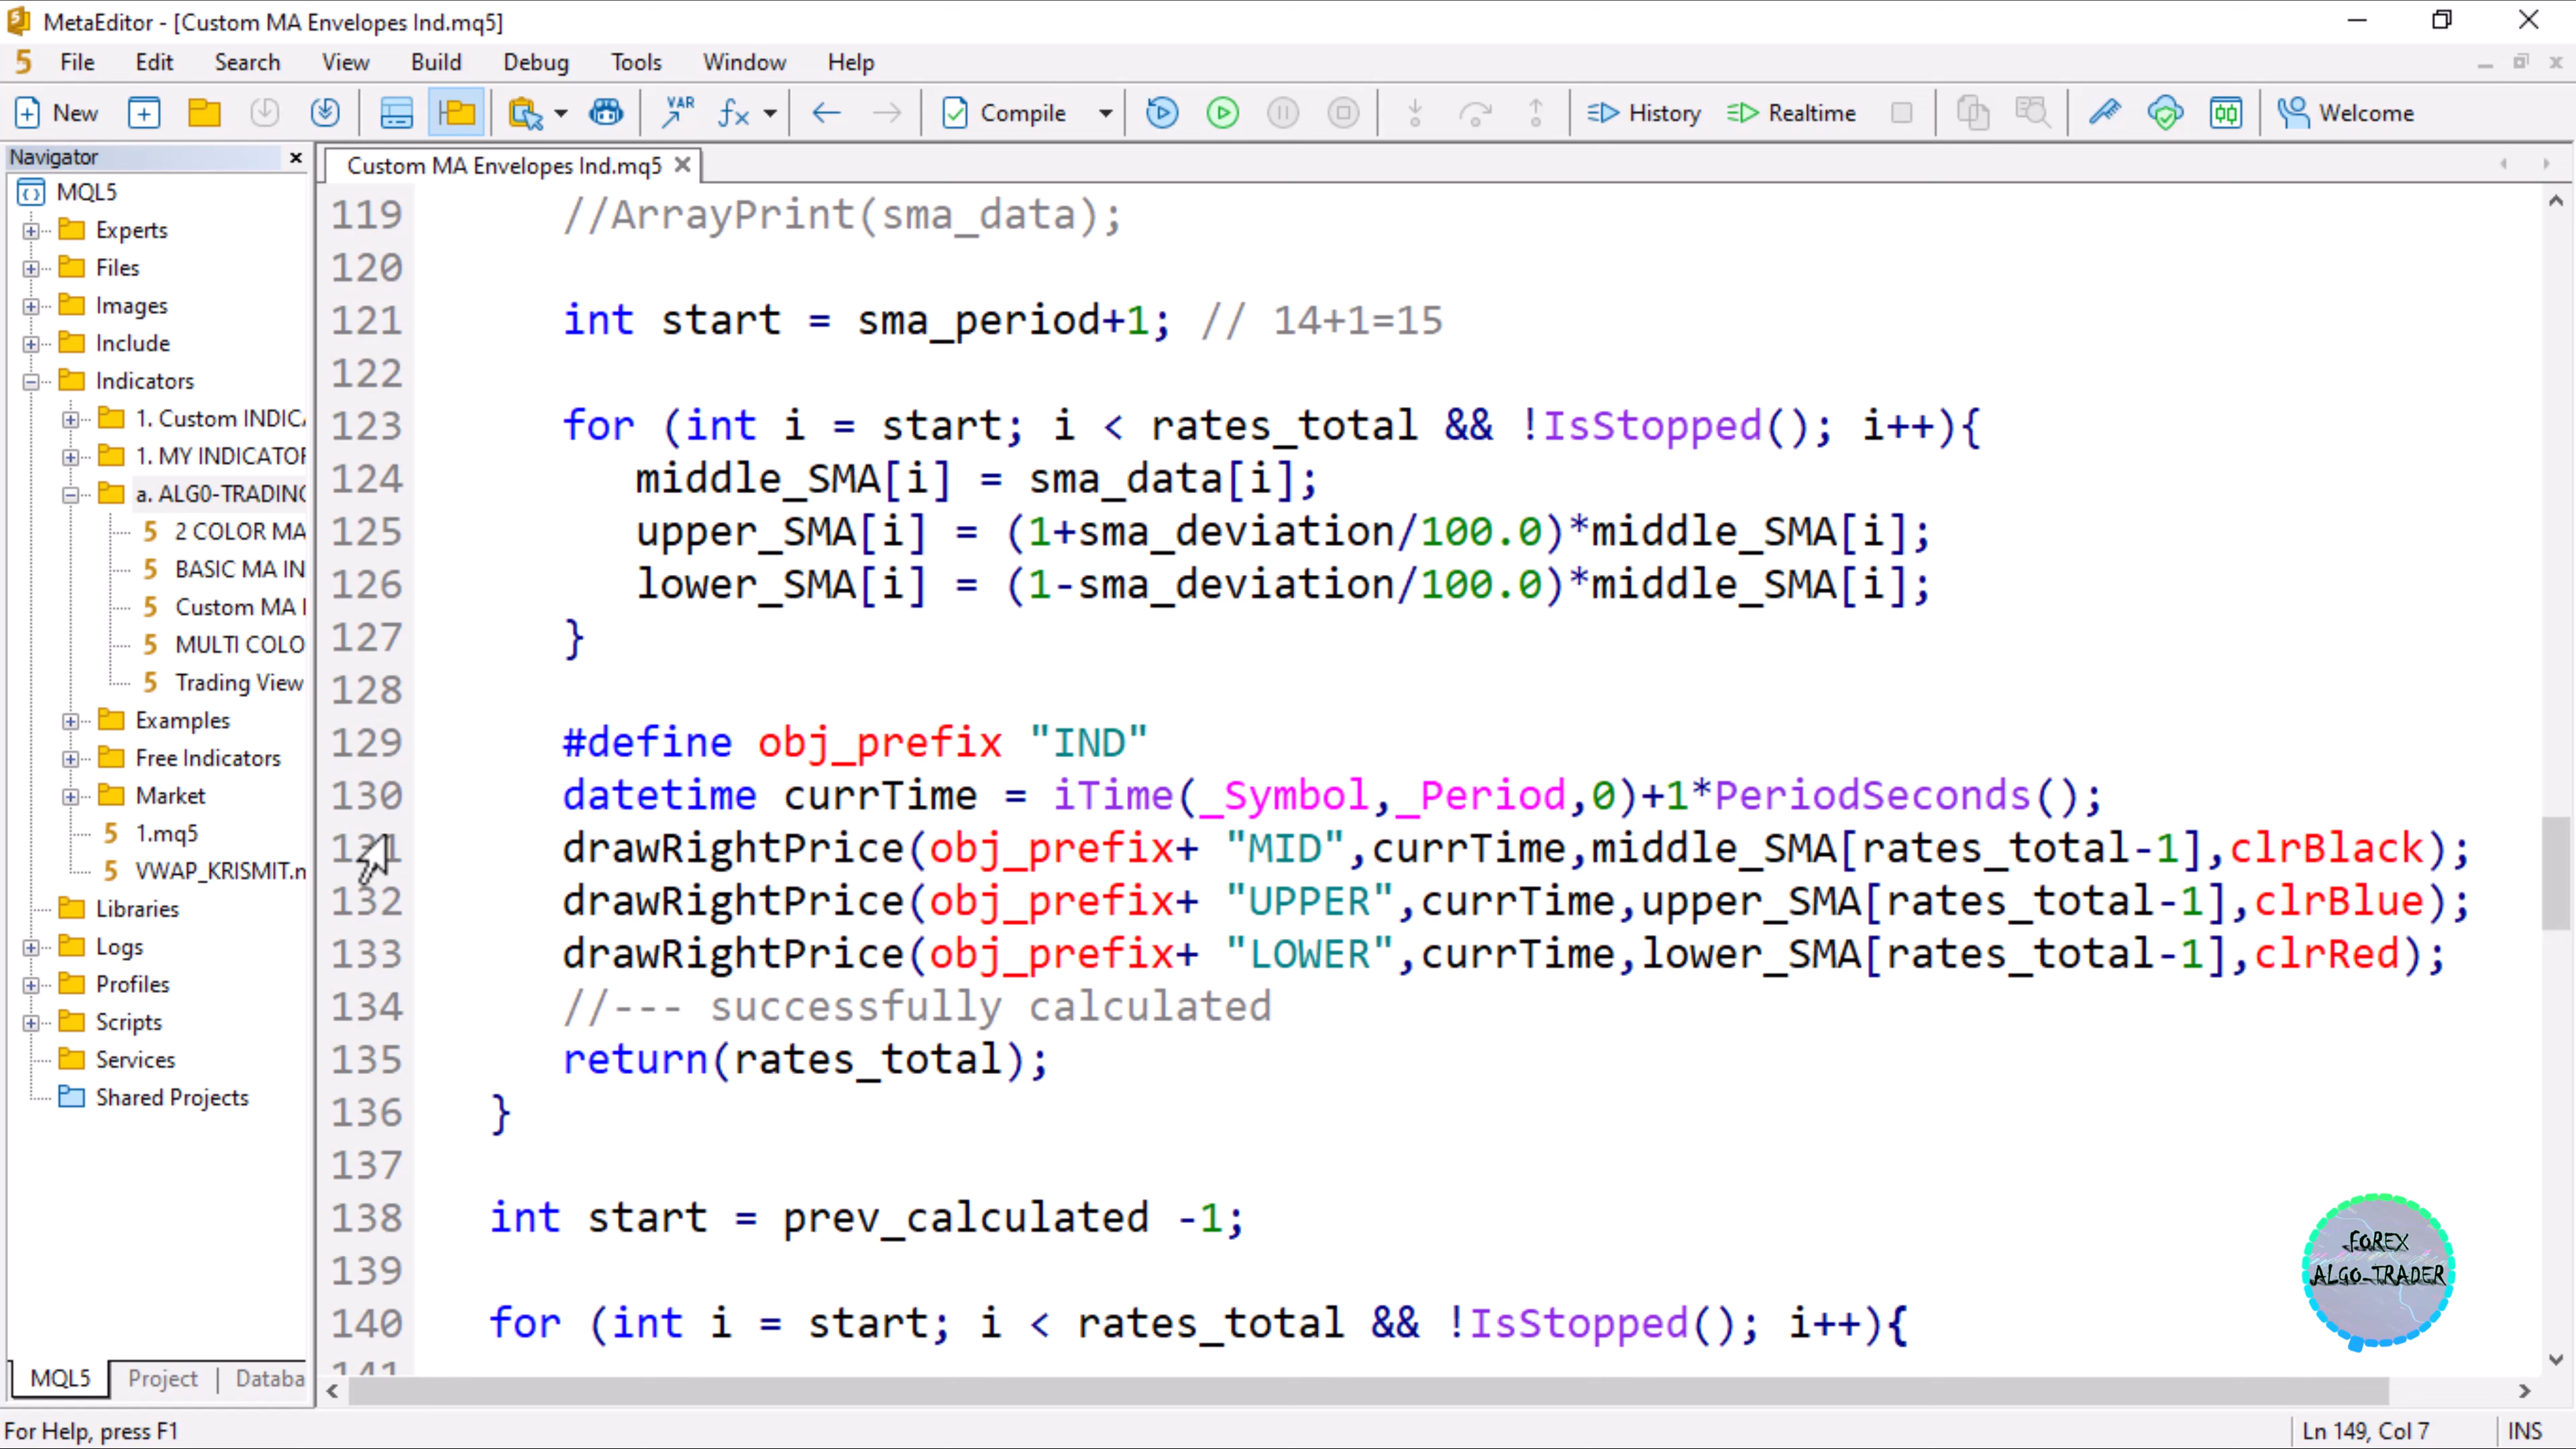 MetaEditor - [Custom MA Envelopes Ind.mq5]
File Edit Search View Build Debug Tools Window Help
New VAR Compile History Realtime Welcome
Navigator
MQL5
Experts
Files
Images
Include
Indicators
1. Custom INDIC
1. MY INDICATOR
a. ALG0-TRADING
2 COLOR MA
BASIC MA IN
Custom MA
MULTI COLO
Trading View
Examples
Free Indicators
Market
1.mq5
VWAP_KRISMIT.
Libraries
Logs
Profiles
Scripts
Services
Shared Projects
MQL5 Project Databa
Custom MA Envelopes Ind.mq5
119 //ArrayPrint(sma_data);
120
121 int start = sma_period+1; // 14+1=15
122
123 for (int i = start; i < rates_total && !IsStopped(); i++){
124 middle_SMA[i] = sma_data[i];
125 upper_SMA[i] = (1+sma_deviation/100.0)*middle_SMA[i];
126 lower_SMA[i] = (1-sma_deviation/100.0)*middle_SMA[i];
127 }
128
129 #define obj_prefix "IND"
130 datetime currTime = iTime(_Symbol,_Period,0)+1*PeriodSeconds();
131 drawRightPrice(obj_prefix+ "MID",currTime,middle_SMA[rates_total-1],clrBlack);
132 drawRightPrice(obj_prefix+ "UPPER",currTime,upper_SMA[rates_total-1],clrBlue);
133 drawRightPrice(obj_prefix+ "LOWER",currTime,lower_SMA[rates_total-1],clrRed);
134 //--- successfully calculated
135 return(rates_total);
136 }
137
138 int start = prev_calculated -1;
139
140 for (int i = start; i < rates_total && !IsStopped(); i++){
141
FOREX
ALGO-TRADER
For Help, press F1
Ln 149, Col 7 INS